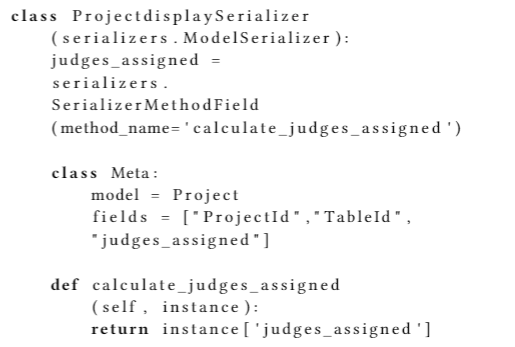 class ProjectdisplaySerializer
(serializers.ModelSerializer):
judges_assigned =
serializers.
SerializerMethodField
(method_name='calculate_judges_assigned')
class Meta:
model = Project
fields = ["ProjectId","TableId",
"judges_assigned"]
def calculate_judges_assigned
(self, instance):
return instance['judges_assigned']